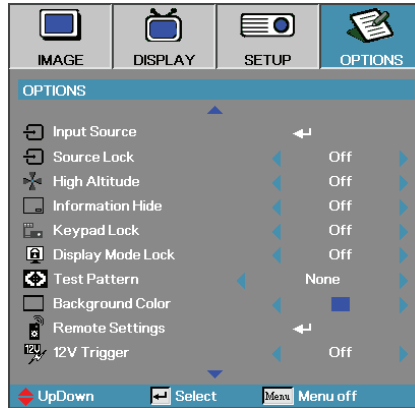 IMAGE DISPLAY SETUP OPTIONS
OPTIONS
Input Source
Source Lock Off
High Altitude Off
Information Hide Off
Keypad Lock Off
Display Mode Lock Off
Test Pattern None
Background Color
Remote Settings
12V 12V Trigger Off
UpDown Select Menu Menu off